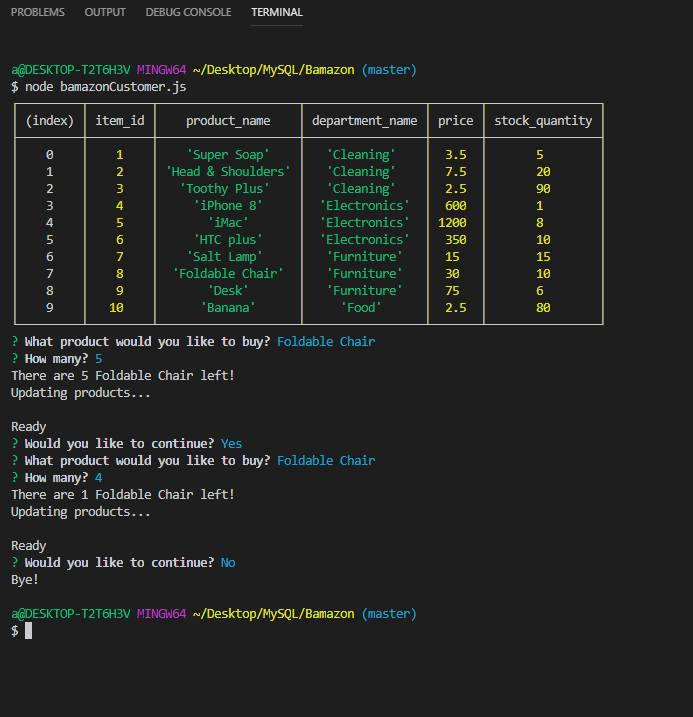 PROBLEMS OUTPUT DEBUG CONSOLE TERMINAL
a@DESKTOP-T2T6H3V MINGW64 ~/Desktop/MySQL/Bamazon (master)
$ node bamazonCustomer.js
(index) item_id product_name department_name price stock_quantity
0 1 'Super Soap' 'Cleaning' 3.5 5
1 2 'Head & Shoulders' 'Cleaning' 7.5 20
2 3 'Toothy Plus' 'Cleaning' 2.5 90
3 4 'iPhone 8' 'Electronics' 600 1
4 5 'iMac' 'Electronics' 1200 8
5 6 'HTC plus' 'Electronics' 350 10
6 7 'Salt Lamp' 'Furniture' 15 15
7 8 'Foldable Chair' 'Furniture' 30 10
8 9 'Desk' 'Furniture' 75 6
9 10 'Banana' 'Food' 2.5 80
? What product would you like to buy? Foldable Chair
? How many? 5
There are 5 Foldable Chair left!
Updating products...
Ready
? Would you like to continue? Yes
? What product would you like to buy? Foldable Chair
? How many? 4
There are 1 Foldable Chair left!
Updating products...
Ready
? Would you like to continue? No
Bye!
a@DESKTOP-T2T6H3V MINGW64 ~/Desktop/MySQL/Bamazon (master)
$